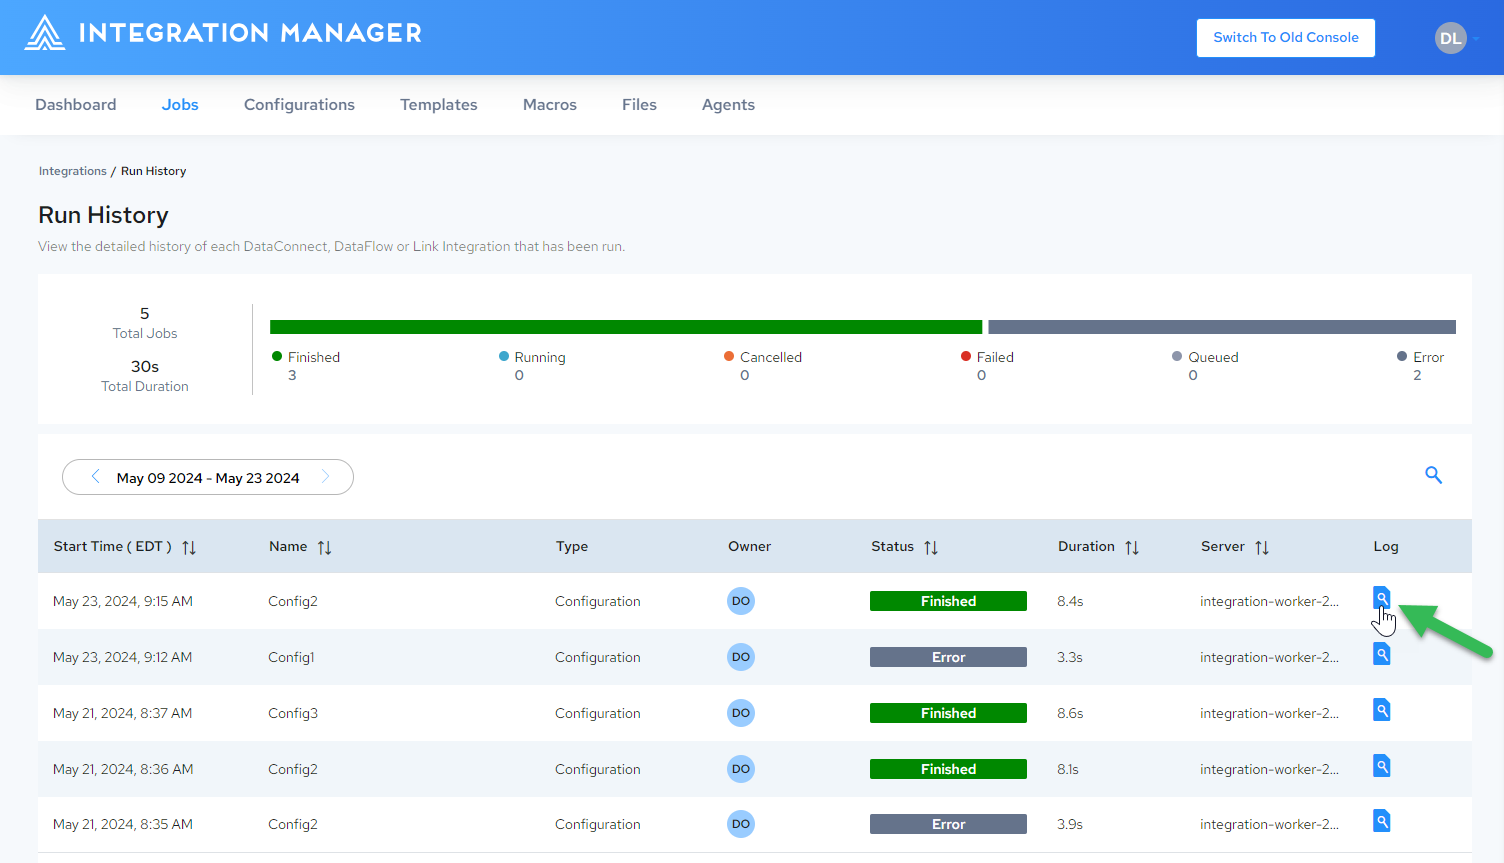 INTEGRATION MANAGER
Switch To Old Console
DL
Dashboard Jobs Configurations Templates Macros Files Agents
Integrations / Run History
Run History
View the detailed history of each DataConnect, DataFlow or Link Integration that has been run.
5
Total Jobs
30s
Total Duration
Finished Running Cancelled Failed Queued Error
3 0 0 0 0 2
May 09 2024 - May 23 2024
Start Time ( EDT ) Name Type Owner Status Duration Server Log
May 23, 2024, 9:15 AM Config2 Configuration DO Finished 8.4s integration-worker-2...
May 23, 2024, 9:12 AM Config1 Configuration DO Error 3.3s integration-worker-2...
May 21, 2024, 8:37 AM Config3 Configuration DO Finished 8.6s integration-worker-2...
May 21, 2024, 8:36 AM Config2 Configuration DO Finished 8.1s integration-worker-2...
May 21, 2024, 8:35 AM Config2 Configuration DO Error 3.9s integration-worker-2...